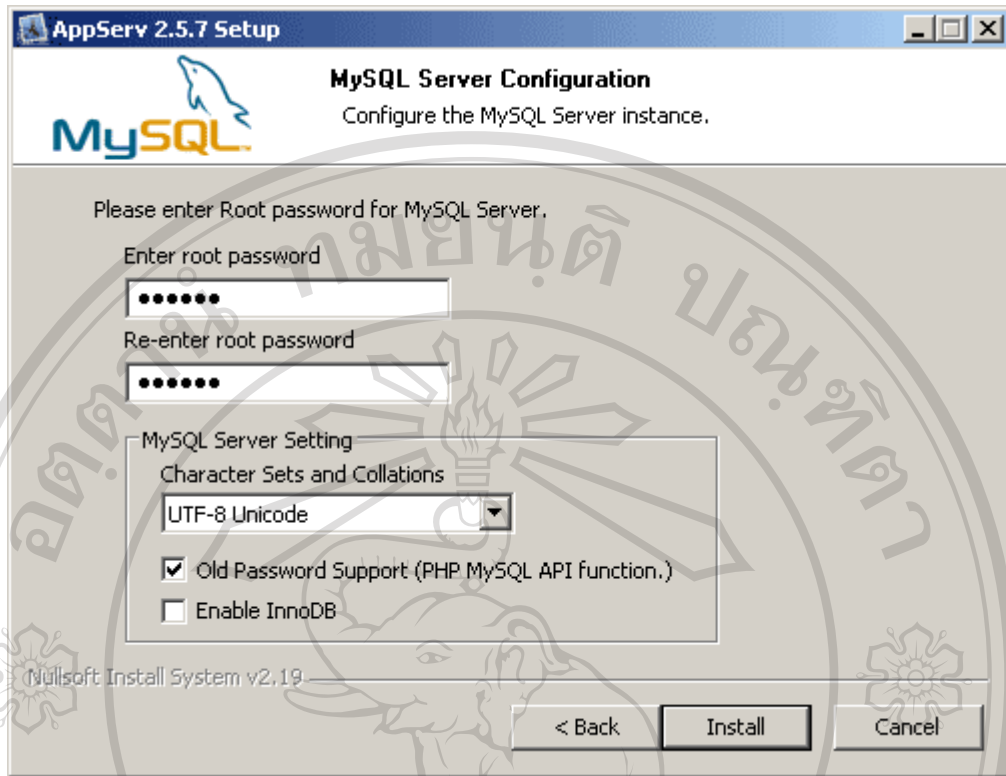 AppServ 2.5.7 Setup
MySQL
MySQL Server Configuration
Configure the MySQL Server instance.
Please enter Root password for MySQL Server.
Enter root password
••••••
Re-enter root password
••••••
MySQL Server Setting
Character Sets and Collations
UTF-8 Unicode
Old Password Support (PHP MySQL API function.)
Enable InnoDB
Nullsoft Install System v2.19
< Back Install Cancel